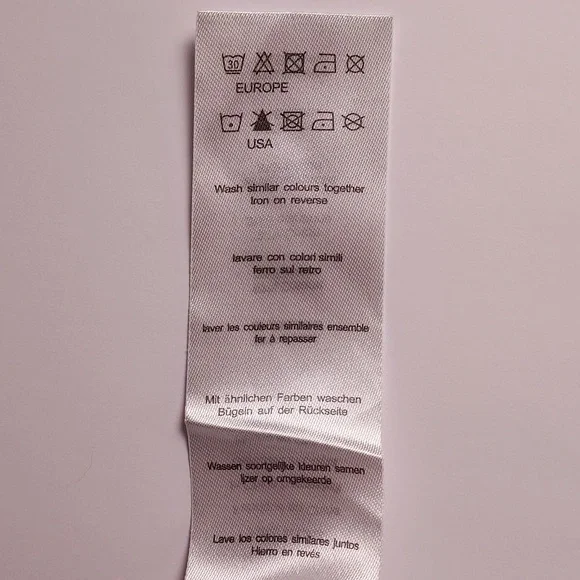 30
EUROPE
USA
Wash similar colours together
Iron on reverse
lavare con colori simili
ferro sul retro
laver les couleurs similaires ensemble
fer à repasser
Mit ähnlichen Farben waschen
Bügeln auf der Rückseite
Wassen soortgelijke kleuren samen
ijzer op omgekeerde
Lave los colores similares juntos
Hierro en revés